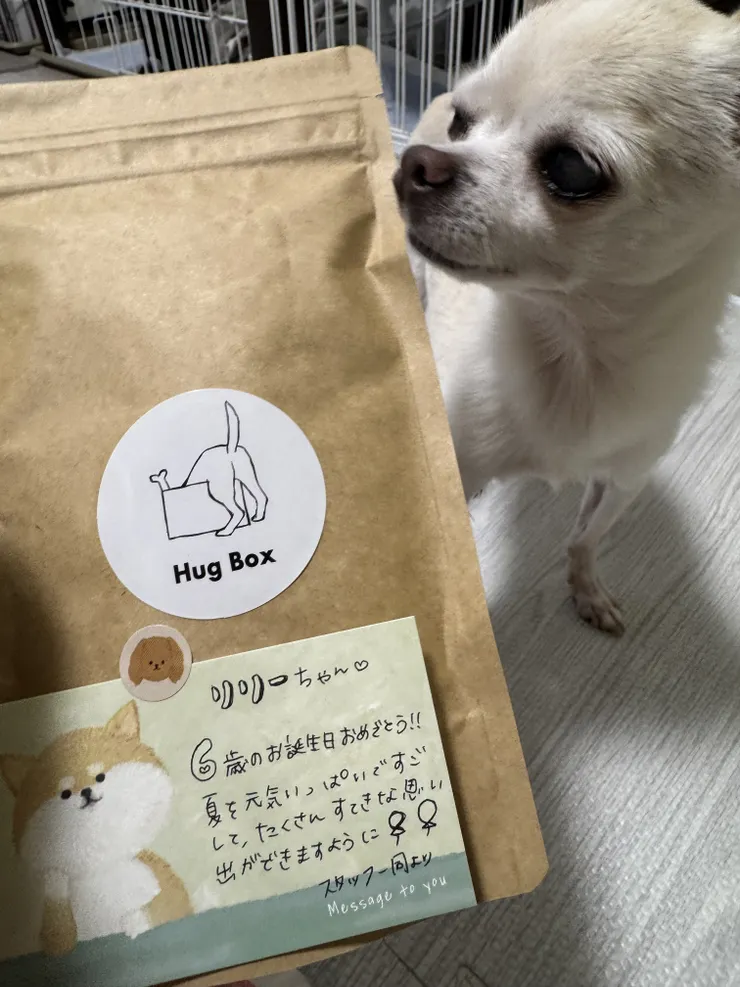 Hug Box
リリーちゃん♡
6歳のお誕生日おめでとう!!
夏を元気いっぱいですご
して、たくさんすてきな思い
出ができますように
スタッフ一同より
Message to you